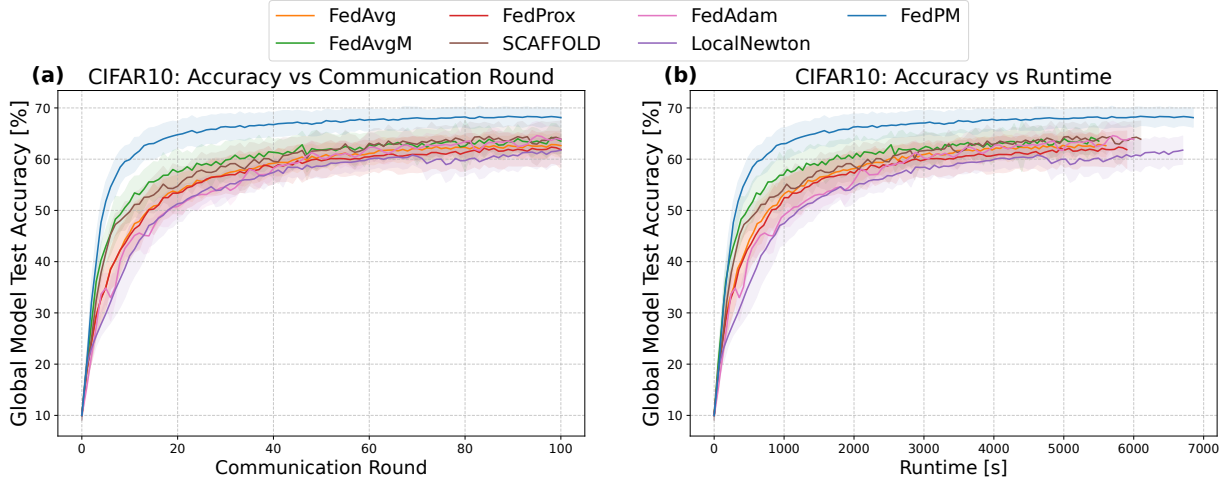 FedAvg FedProx FedAdam FedPM
FedAvgM SCAFFOLD LocalNewton
(a) CIFAR10: Accuracy vs Communication Round
Global Model Test Accuracy [%]
70
60
50
40
30
20
10
0 20 40 60 80 100
Communication Round
(b) CIFAR10: Accuracy vs Runtime
Global Model Test Accuracy [%]
70
60
50
40
30
20
10
0 1000 2000 3000 4000 5000 6000 7000
Runtime [s]